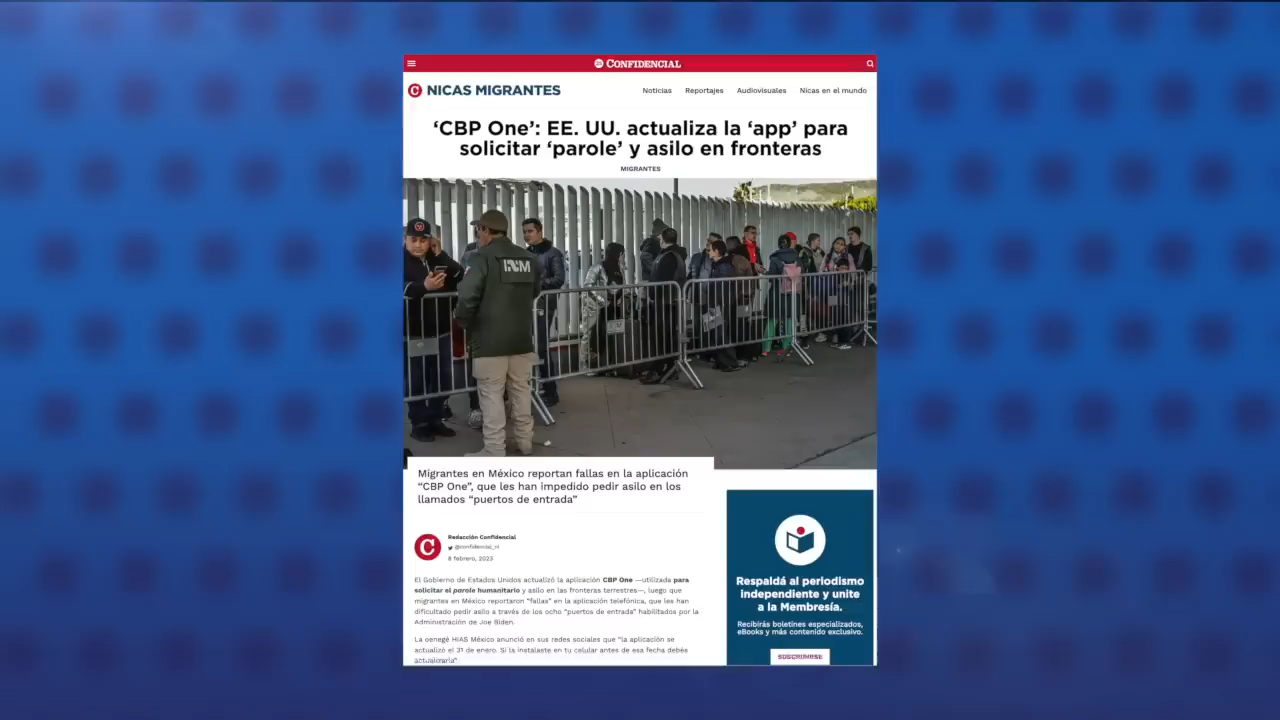 CONFIDENCIAL
NICAS MIGRANTES
Noticias Reportajes Audiovisuales Nicas en el mundo
‘CBP One’: EE. UU. actualiza la ‘app’ para
solicitar ‘parole’ y asilo en fronteras
MIGRANTES
INM
Migrantes en México reportan fallas en la aplicación
“CBP One”, que les han impedido pedir asilo en los
llamados “puertos de entrada”
Redacción Confidencial
@confidencial_ni
8 febrero, 2023
El Gobierno de Estados Unidos actualizó la aplicación CBP One —utilizada para
solicitar el parole humanitario y asilo en las fronteras terrestres—, luego que
migrantes en México reportaron “fallas” en la aplicación telefónica, que les han
dificultado pedir asilo a través de los ocho “puertos de entrada” habilitados por la
Administración de Joe Biden.
La oenegé HIAS México anunció en sus redes sociales que “la aplicación se
actualizó el 31 de enero. Si la instalaste en tu celular antes de esa fecha debés
actualizarla”.
Respaldá al periodismo
independiente y unite
a la Membresía.
Recibirás boletines especializados,
eBooks y más contenido exclusivo.
SUSCRIBIRSE